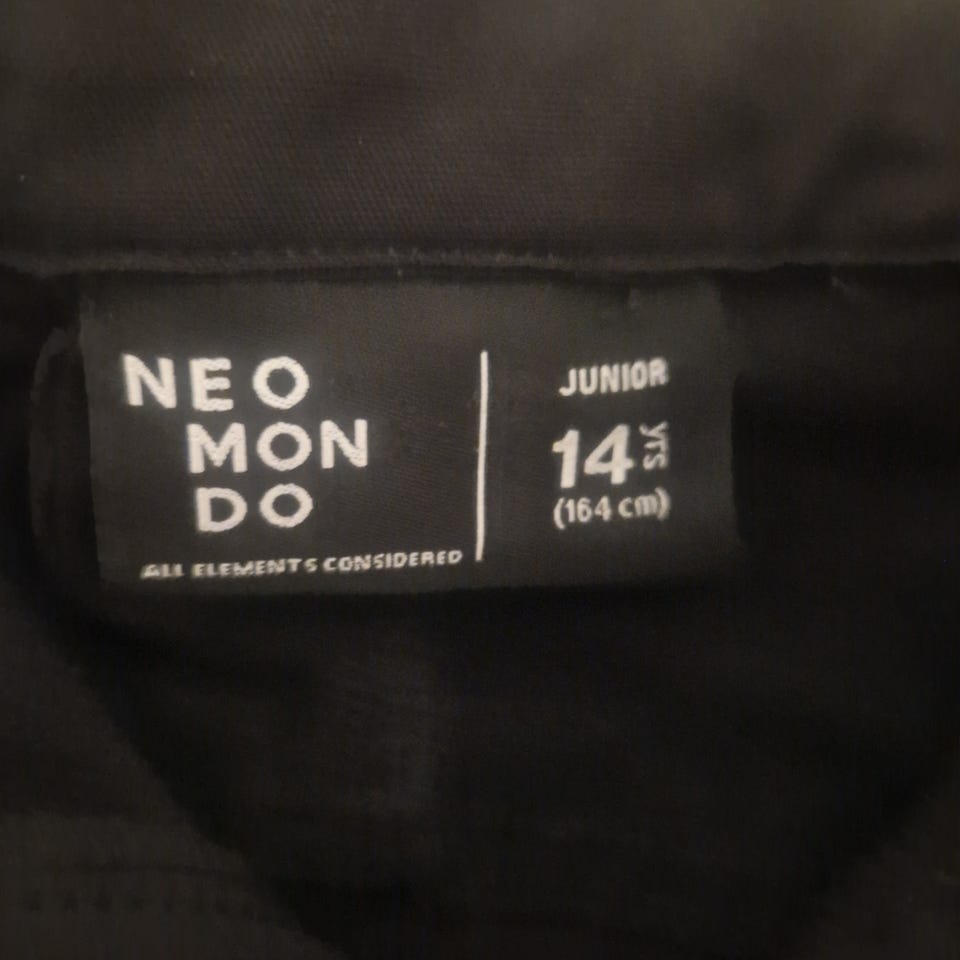 NEO
MON
DO
ALL ELEMENTS CONSIDERED
JUNIOR
14 YRS
(164 cm)